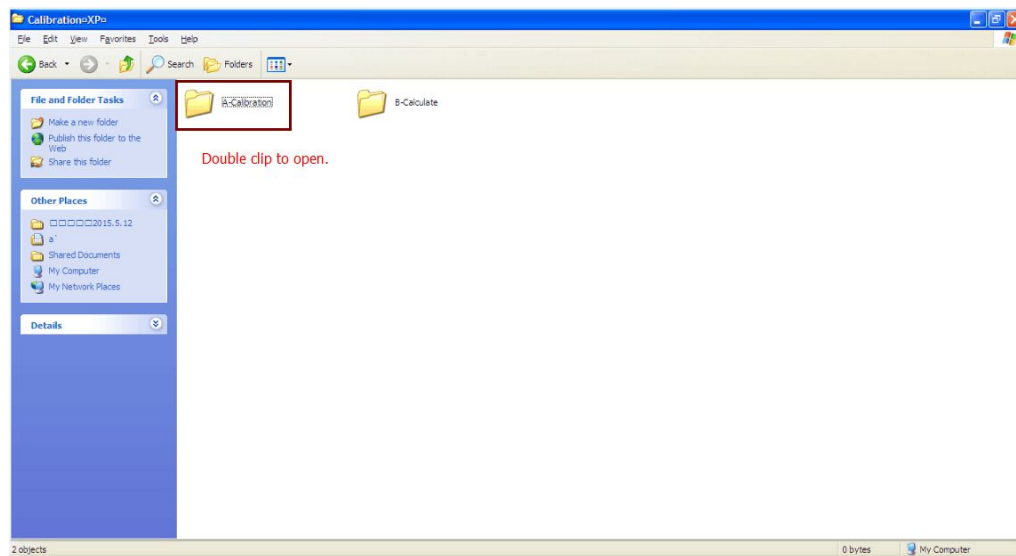 Calibration¤XP¤
File Edit View Favorites Tools Help
Back Search Folders
File and Folder Tasks
Make a new folder
Publish this folder to the
Web
Share this folder
Other Places
□□□□□2015.5.12
a`
Shared Documents
My Computer
My Network Places
Details
A-Calibration
B-Calculate
Double clip to open.
2 objects
0 bytes
My Computer